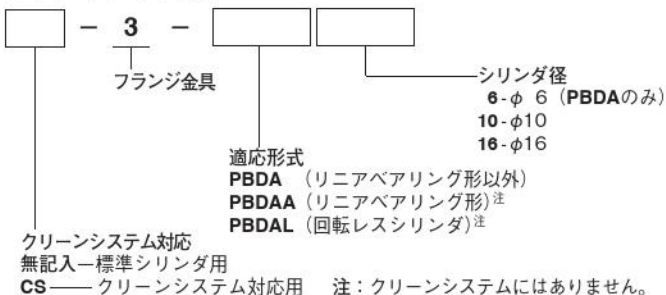 – 3 –
フランジ金具
シリンダ径
6-φ 6（PBDAのみ）
10-φ10
16-φ16
適応形式
PBDA （リニアベアリング形以外）
PBDAA（リニアベアリング形）注
PBDAL（回転レスシリンダ）注
クリーンシステム対応
無記入—標準シリンダ用
CS——クリーンシステム対応用 注：クリーンシステムにはありません。